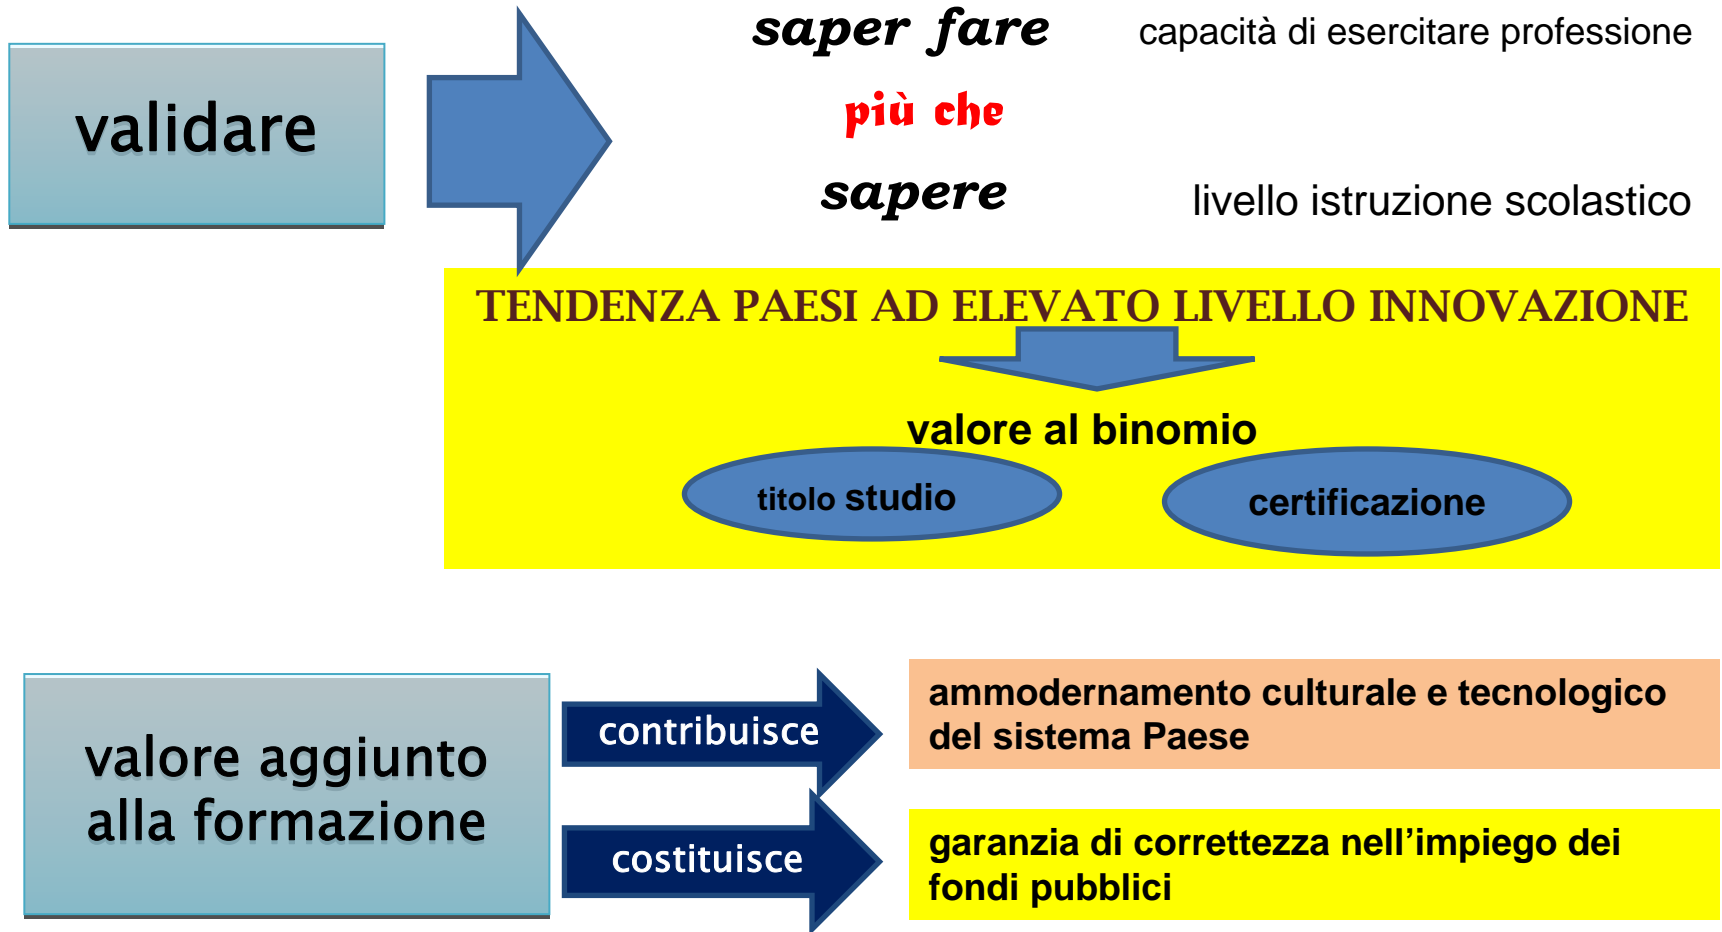 validare
saper fare
capacità di esercitare professione
più che
sapere
livello istruzione scolastico
TENDENZA PAESI AD ELEVATO LIVELLO INNOVAZIONE
valore al binomio
titolo studio
certificazione
valore aggiunto
alla formazione
contribuisce
ammodernamento culturale e tecnologico
del sistema Paese
costituisce
garanzia di correttezza nell’impiego dei
fondi pubblici